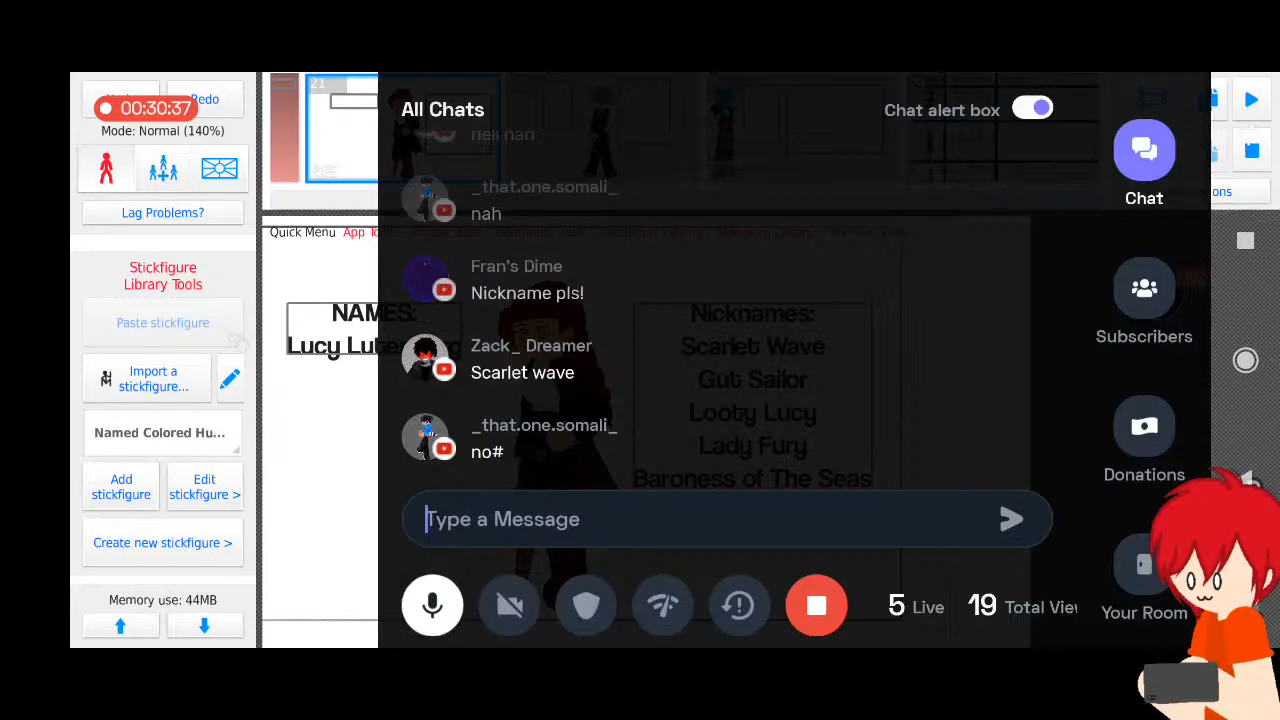 Redo
00:30:37
Mode: Normal (140%)
Lag Problems?
Stickfigure
Library Tools
Paste stickfigure
Import a
stickfigure...
Named Colored Hu...
Add
stickfigure
Edit
stickfigure >
Create new stickfigure >
Memory use: 44MB
21
Quick Menu
NAMES:
Lucy
All Chats
Chat alert box
_that.one.somali_
nah
Fran's Dime
Nickname pls!
Zack_ Dreamer
Scarlet wave
_that.one.somali_
no#
Nicknames:
Scarlet Wave
Gut Sailor
Looty Lucy
Lady Fury
Baroness of The Seas
Type a Message
5 Live
19 Total View
Chat
Subscribers
Donations
Your Room
ons